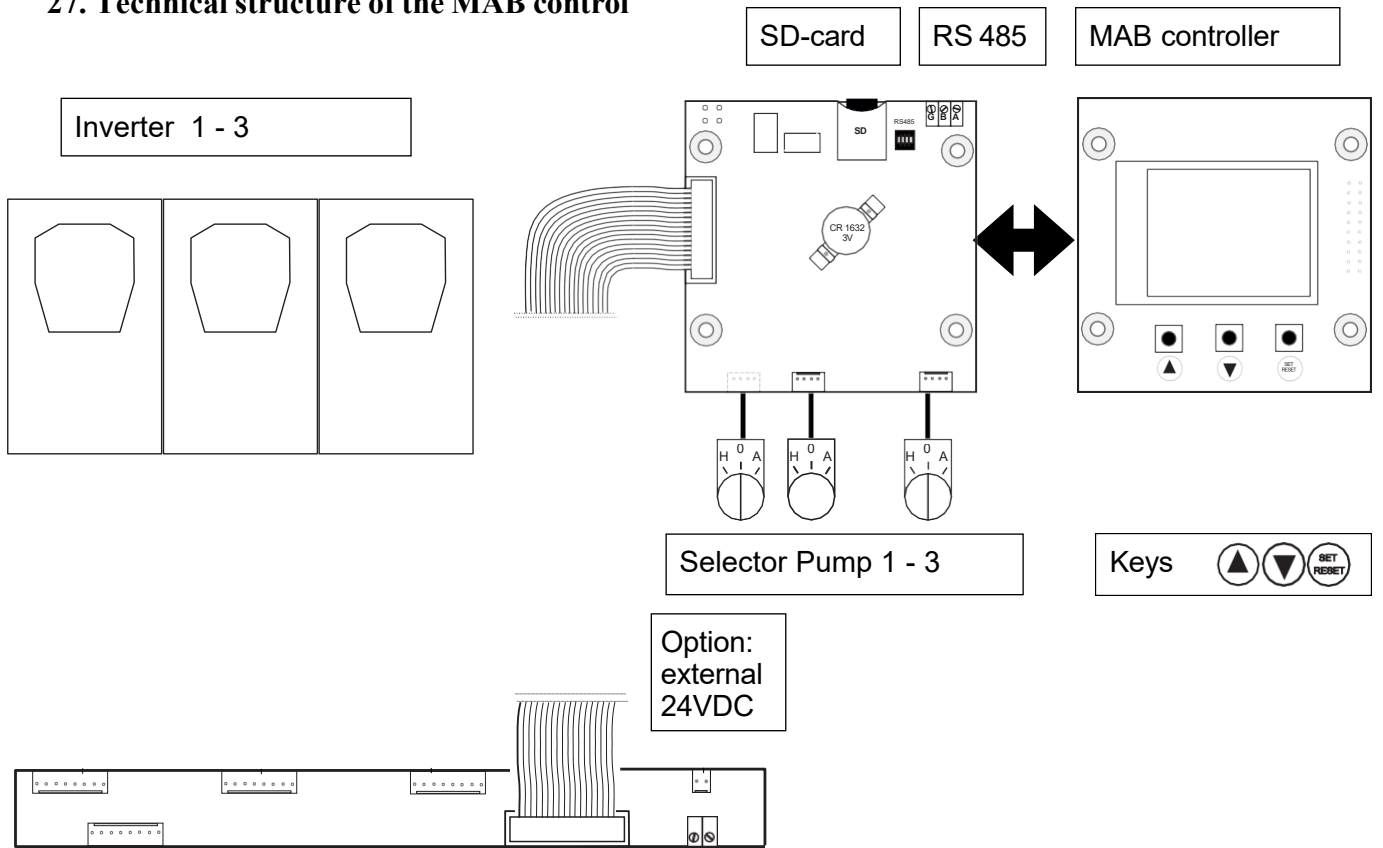 27. Technical structure of the MAB control
SD-card
RS 485
MAB controller
Inverter 1 - 3
SD
RS485
G B A
CR 1632
3V
SET
RESET
H 0 A
H 0 A
H 0 A
Selector Pump 1 - 3
Keys
SET
RESET
Option:
external
24VDC